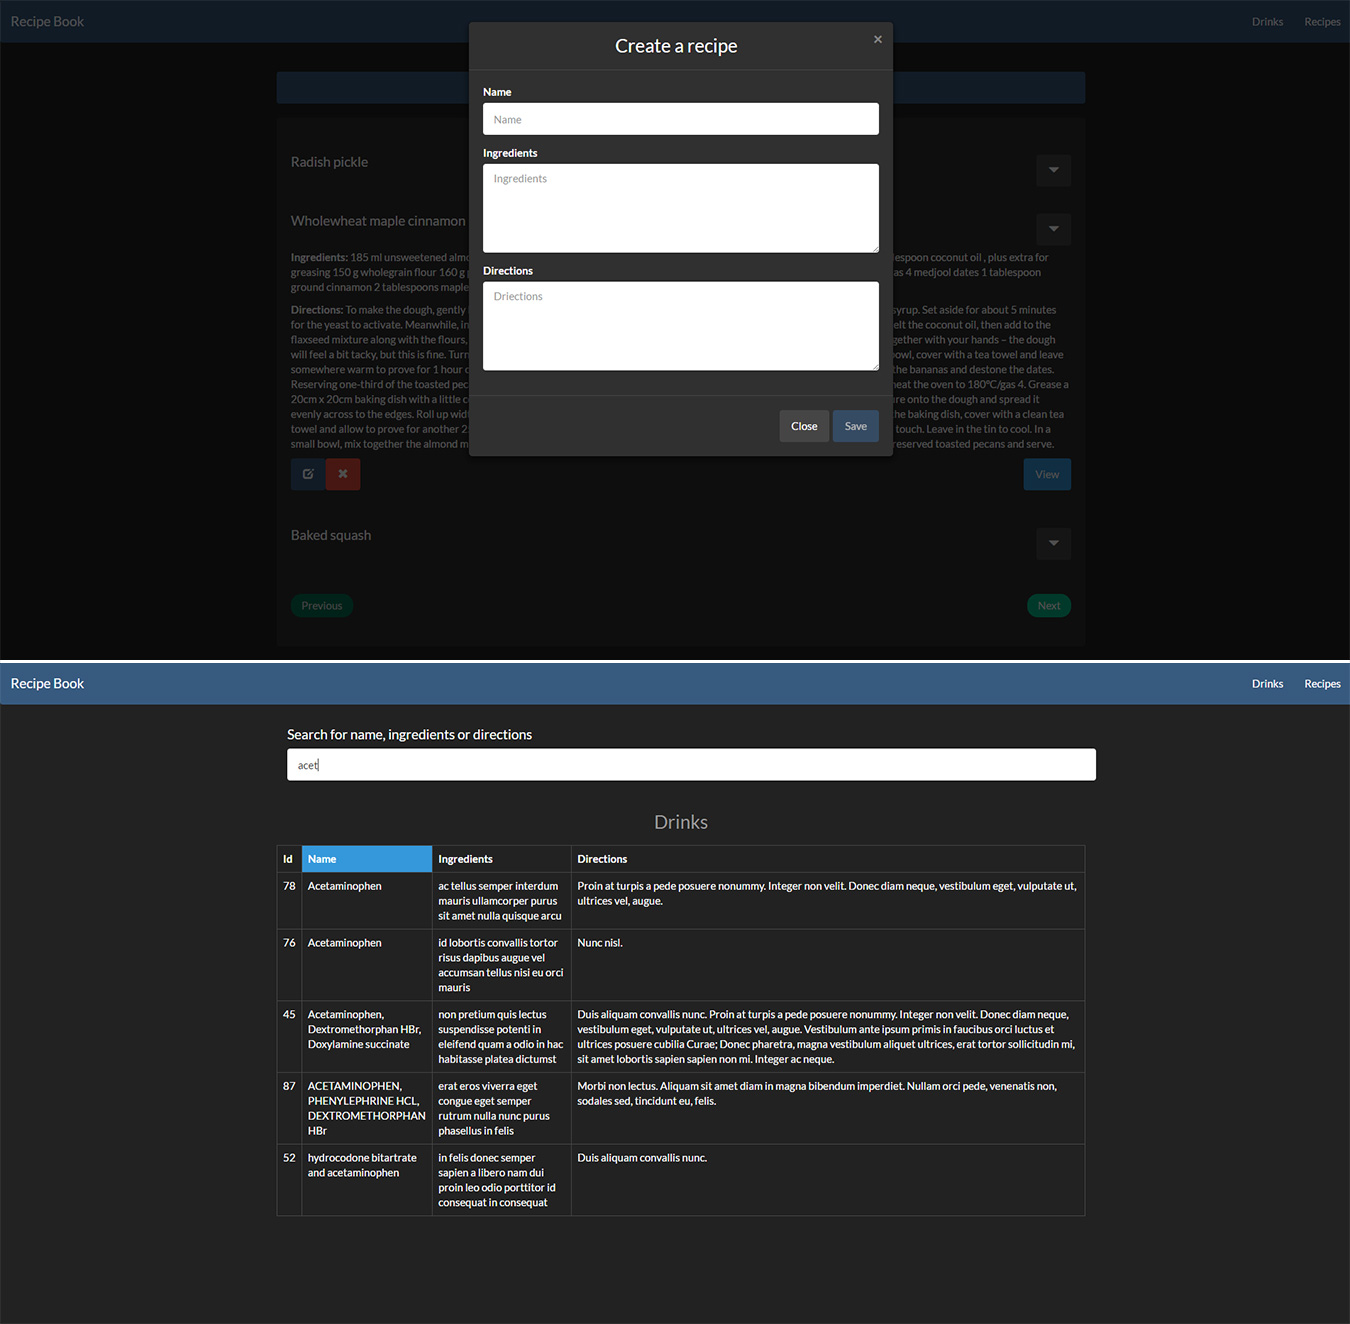 Recipe Book
Drinks
Recipes
Create a recipe
×
Name
Name
Ingredients
Ingredients
Directions
Driections
Close
Save
Radish pickle
Wholewheat maple cinnamon
Ingredients: 185 ml unsweetened almo
espoon coconut oil , plus extra for
greasing 150 g wholegrain flour 160 g
as 4 medjool dates 1 tablespoon
ground cinnamon 2 tablespoons maple
Directions: To make the dough, gently
syrup. Set aside for about 5 minutes
for the yeast to activate. Meanwhile, in
elt the coconut oil, then add to the
flaxseed mixture along with the flours,
gether with your hands – the dough
will feel a bit tacky, but this is fine. Turn
owl, cover with a tea towel and leave
somewhere warm to prove for 1 hour
the bananas and destone the dates.
Reserving one-third of the toasted pec
heat the oven to 180°C/gas 4. Grease a
20cm x 20cm baking dish with a little c
re onto the dough and spread it
evenly across to the edges. Roll up widt
he baking dish, cover with a clean tea
towel and allow to prove for another 2
touch. Leave in the tin to cool. In a
small bowl, mix together the almond m
reserved toasted pecans and serve.
View
Baked squash
Previous
Next
Recipe Book
Drinks
Recipes
Search for name, ingredients or directions
acet
Drinks
Id Name Ingredients Directions
78 Acetaminophen ac tellus semper interdum Proin at turpis a pede posuere nonummy. Integer non velit. Donec diam neque, vestibulum eget, vulputate ut,
mauris ullamcorper purus ultrices vel, augue.
sit amet nulla quisque arcu
76 Acetaminophen id lobortis convallis tortor Nunc nisl.
risus dapibus augue vel
accumsan tellus nisi eu orci
mauris
45 Acetaminophen, non pretium quis lectus Duis aliquam convallis nunc. Proin at turpis a pede posuere nonummy. Integer non velit. Donec diam neque,
Dextromethorphan HBr, suspendisse potenti in vestibulum eget, vulputate ut, ultrices vel, augue. Vestibulum ante ipsum primis in faucibus orci luctus et
Doxylamine succinate eleifend quam a odio in hac ultrices posuere cubilia Curae; Donec pharetra, magna vestibulum aliquet ultrices, erat tortor sollicitudin mi,
habitasse platea dictumst sit amet lobortis sapien sapien non mi. Integer ac neque.
87 ACETAMINOPHEN, erat eros viverra eget Morbi non lectus. Aliquam sit amet diam in magna bibendum imperdiet. Nullam orci pede, venenatis non,
PHENYLEPHRINE HCL, congue eget semper sodales sed, tincidunt eu, felis.
DEXTROMETHORPHAN rutrum nulla nunc purus
HBr phasellus in felis
52 hydrocodone bitartrate in felis donec semper Duis aliquam convallis nunc.
and acetaminophen sapien a libero nam dui
proin leo odio porttitor id
consequat in consequat